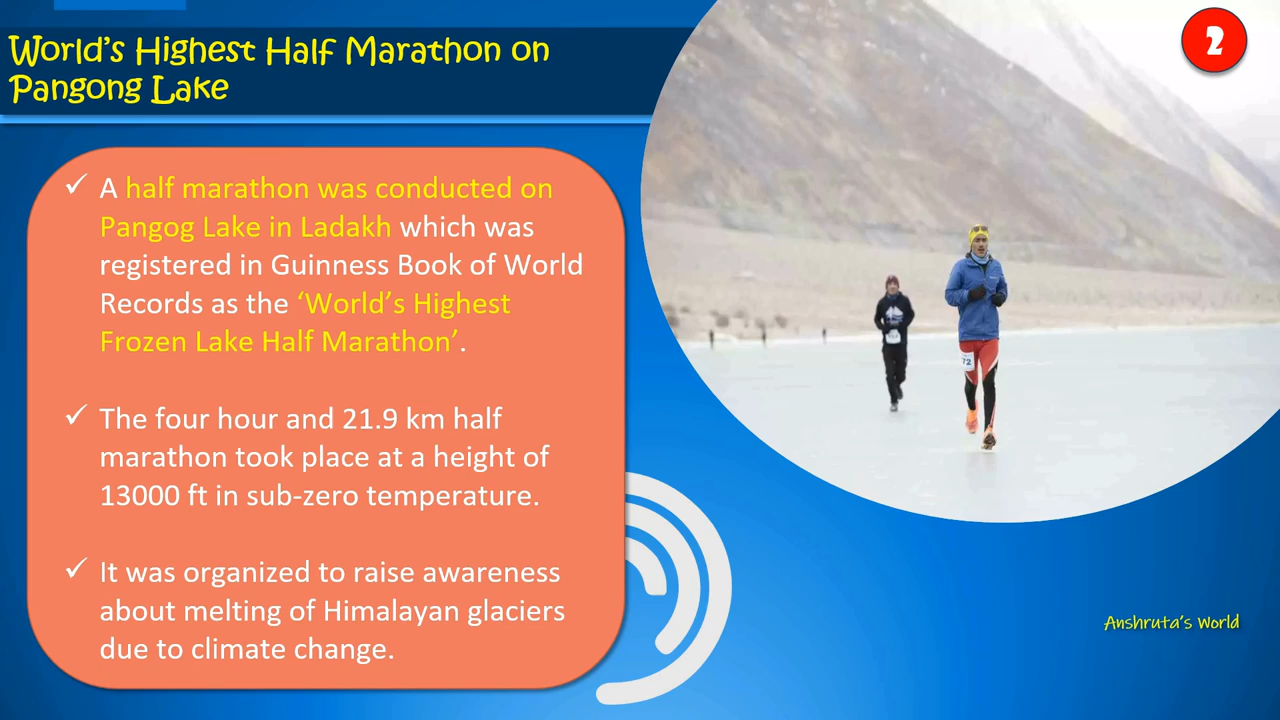 World's Highest Half Marathon on
Pangong Lake
2
✓ A half marathon was conducted on
Pangog Lake in Ladakh which was
registered in Guinness Book of World
Records as the ‘World’s Highest
Frozen Lake Half Marathon’.
✓ The four hour and 21.9 km half
marathon took place at a height of
13000 ft in sub-zero temperature.
✓ It was organized to raise awareness
about melting of Himalayan glaciers
due to climate change.
72
Anshruta's World